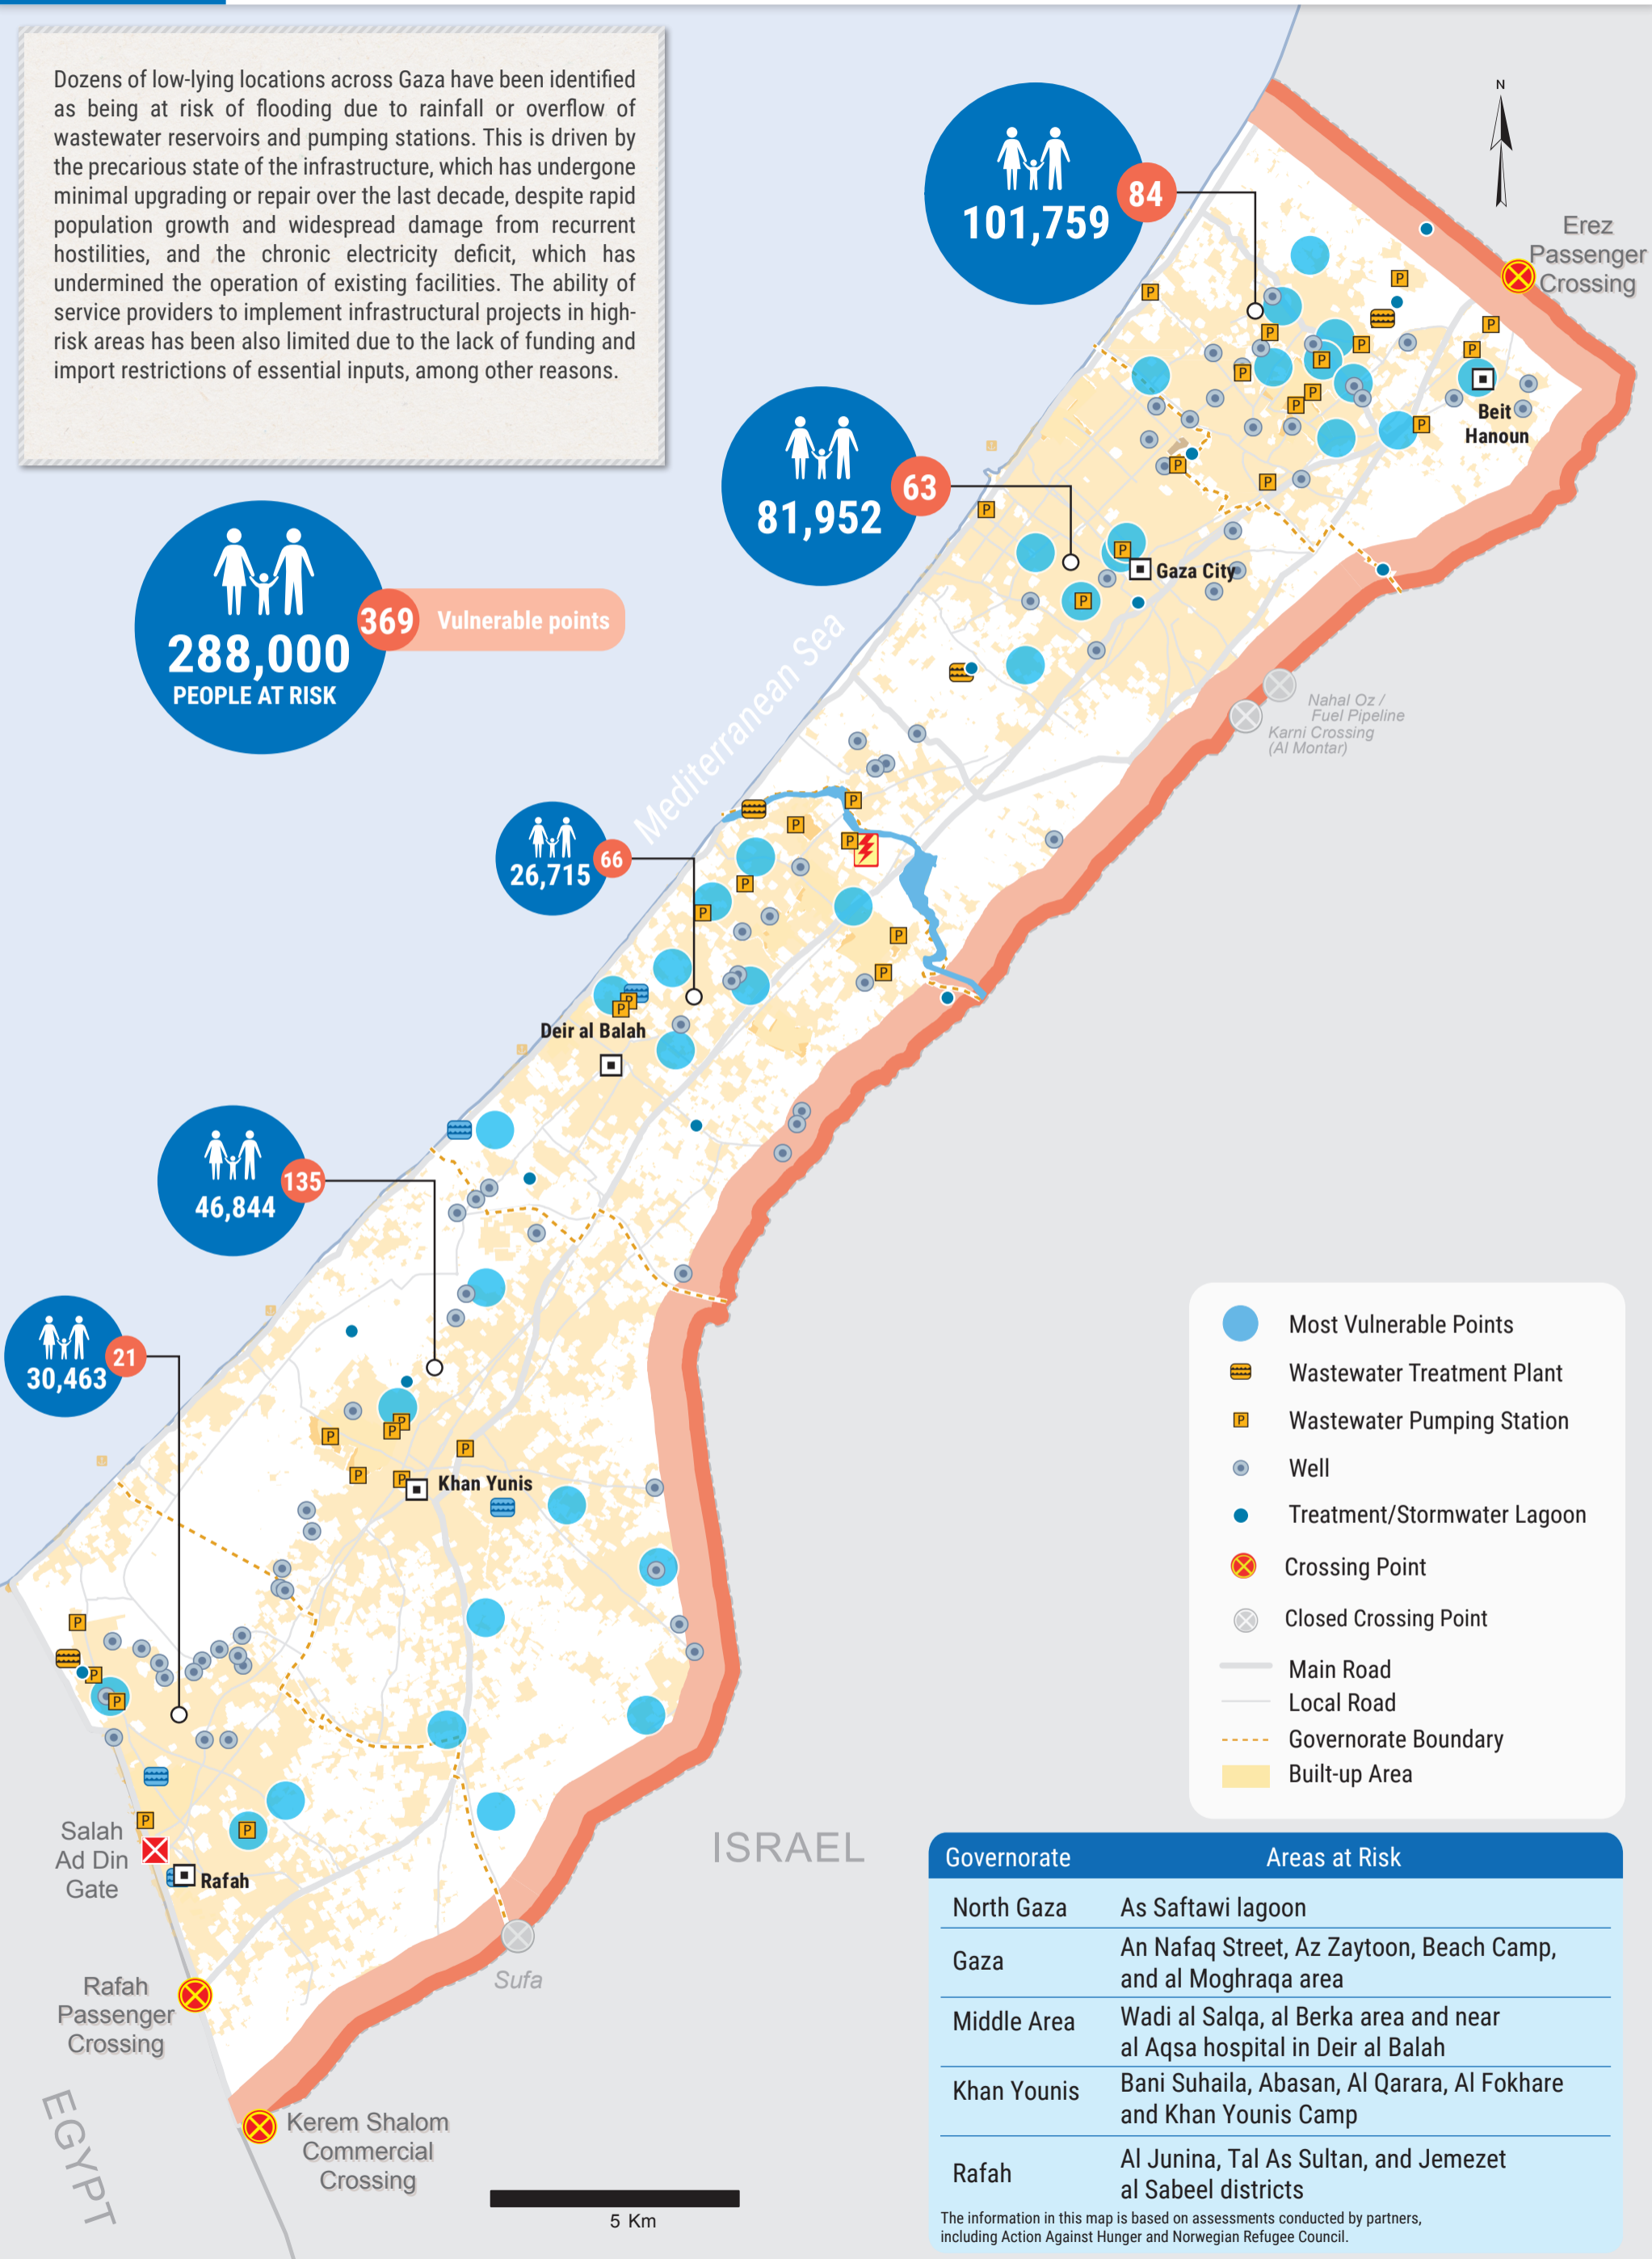 Dozens of low-lying locations across Gaza have been identified
as being at risk of flooding due to rainfall or overflow of
wastewater reservoirs and pumping stations. This is driven by
the precarious state of the infrastructure, which has undergone
minimal upgrading or repair over the last decade, despite rapid
population growth and widespread damage from recurrent
hostilities, and the chronic electricity deficit, which has
undermined the operation of existing facilities. The ability of
service providers to implement infrastructural projects in high-
risk areas has been also limited due to the lack of funding and
import restrictions of essential inputs, among other reasons.
N
101,759
84
Erez
Passenger
Crossing
Beit
Hanoun
81,952
63
Gaza City
288,000
PEOPLE AT RISK
369
Vulnerable points
Mediterranean Sea
Nahal Oz /
Fuel Pipeline
Karni Crossing
(Al Montar)
26,715
66
Deir al Balah
46,844
135
30,463
21
Khan Yunis
Most Vulnerable Points
Wastewater Treatment Plant
P Wastewater Pumping Station
Well
Treatment/Stormwater Lagoon
Crossing Point
Closed Crossing Point
Main Road
Local Road
Governorate Boundary
Built-up Area
Salah
Ad Din
Gate
Rafah
ISRAEL
Sufa
Rafah
Passenger
Crossing
EGYPT
Kerem Shalom
Commercial
Crossing
5 Km
Governorate Areas at Risk
North Gaza As Saftawi lagoon
Gaza An Nafaq Street, Az Zaytoon, Beach Camp,
and al Moghraqa area
Middle Area Wadi al Salqa, al Berka area and near
al Aqsa hospital in Deir al Balah
Khan Younis Bani Suhaila, Abasan, Al Qarara, Al Fokhare
and Khan Younis Camp
Rafah Al Junina, Tal As Sultan, and Jemezet
al Sabeel districts
The information in this map is based on assessments conducted by partners,
including Action Against Hunger and Norwegian Refugee Council.